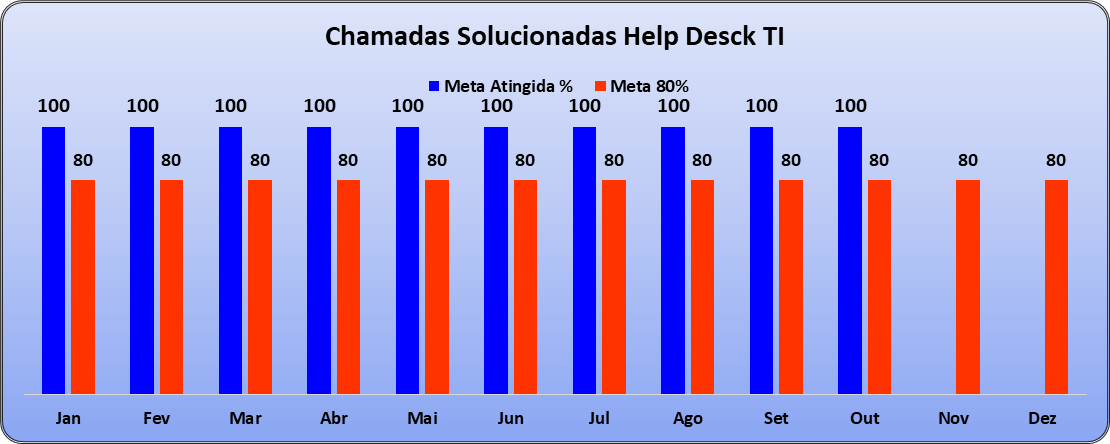 Chamadas Solucionadas Help Desck TI
Meta Atingida % Meta 80%
100 100 100 100 100 100 100 100 100 100
80 80 80 80 80 80 80 80 80 80 80 80
Jan Fev Mar Abr Mai Jun Jul Ago Set Out Nov Dez